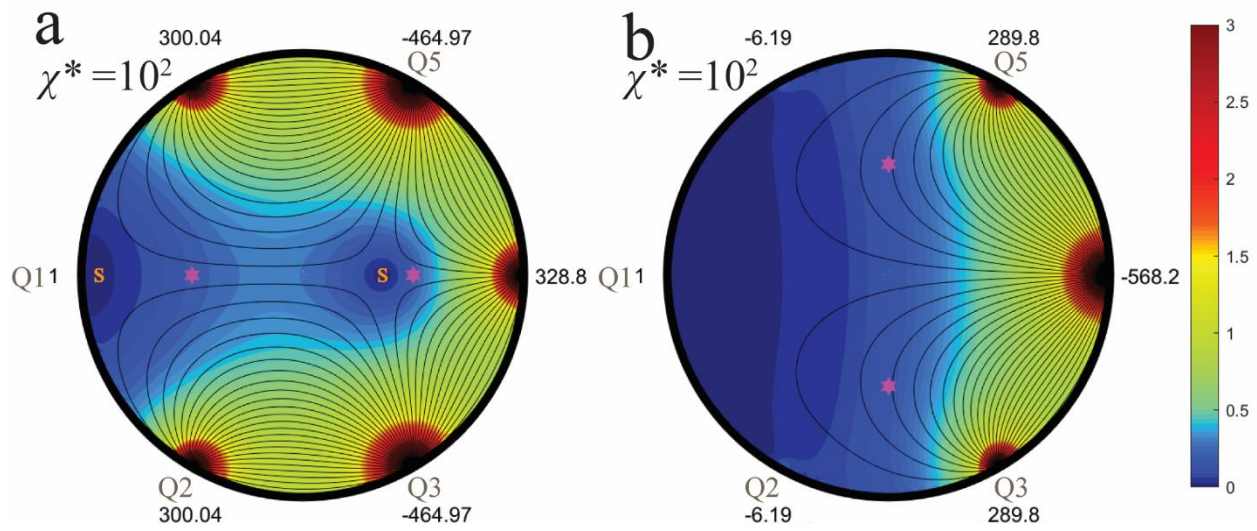 a
χ* = 10²
300.04
-464.97
Q5
Q1 1
S
S
328.8
Q2
Q3
300.04
-464.97
b
χ* = 10²
-6.19
289.8
Q5
Q1 1
-568.2
Q2
Q3
-6.19
289.8
3
2.5
2
1.5
1
0.5
0